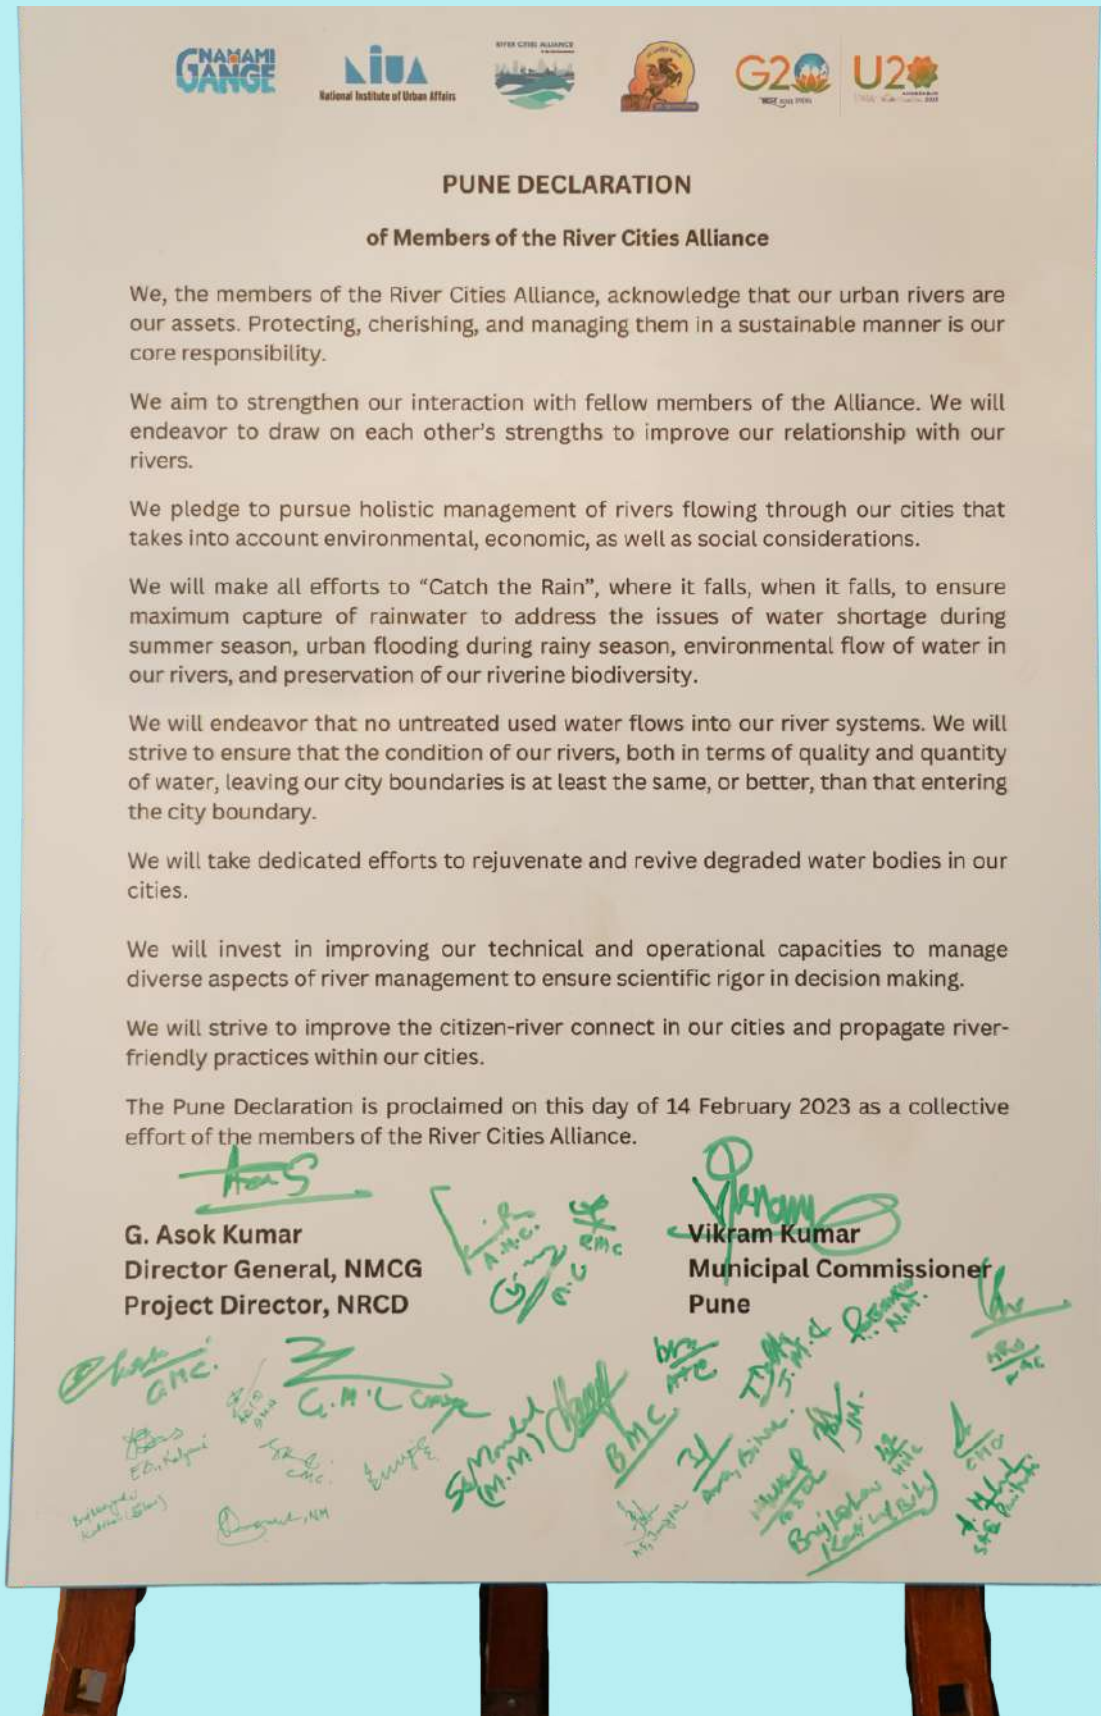 NAMAMI
GANGE
NIUA
National Institute of Urban Affairs
RIVER CITIES ALLIANCE
G20
U20
PUNE DECLARATION
of Members of the River Cities Alliance
We, the members of the River Cities Alliance, acknowledge that our urban rivers are
our assets. Protecting, cherishing, and managing them in a sustainable manner is our
core responsibility.
We aim to strengthen our interaction with fellow members of the Alliance. We will
endeavor to draw on each other's strengths to improve our relationship with our
rivers.
We pledge to pursue holistic management of rivers flowing through our cities that
takes into account environmental, economic, as well as social considerations.
We will make all efforts to “Catch the Rain”, where it falls, when it falls, to ensure
maximum capture of rainwater to address the issues of water shortage during
summer season, urban flooding during rainy season, environmental flow of water in
our rivers, and preservation of our riverine biodiversity.
We will endeavor that no untreated used water flows into our river systems. We will
strive to ensure that the condition of our rivers, both in terms of quality and quantity
of water, leaving our city boundaries is at least the same, or better, than that entering
the city boundary.
We will take dedicated efforts to rejuvenate and revive degraded water bodies in our
cities.
We will invest in improving our technical and operational capacities to manage
diverse aspects of river management to ensure scientific rigor in decision making.
We will strive to improve the citizen-river connect in our cities and propagate river-
friendly practices within our cities.
The Pune Declaration is proclaimed on this day of 14 February 2023 as a collective
effort of the members of the River Cities Alliance.
G. Asok Kumar
Director General, NMCG
Project Director, NRCD
Vikram Kumar
Municipal Commissioner
Pune
A.M.C.
RMC
BMC